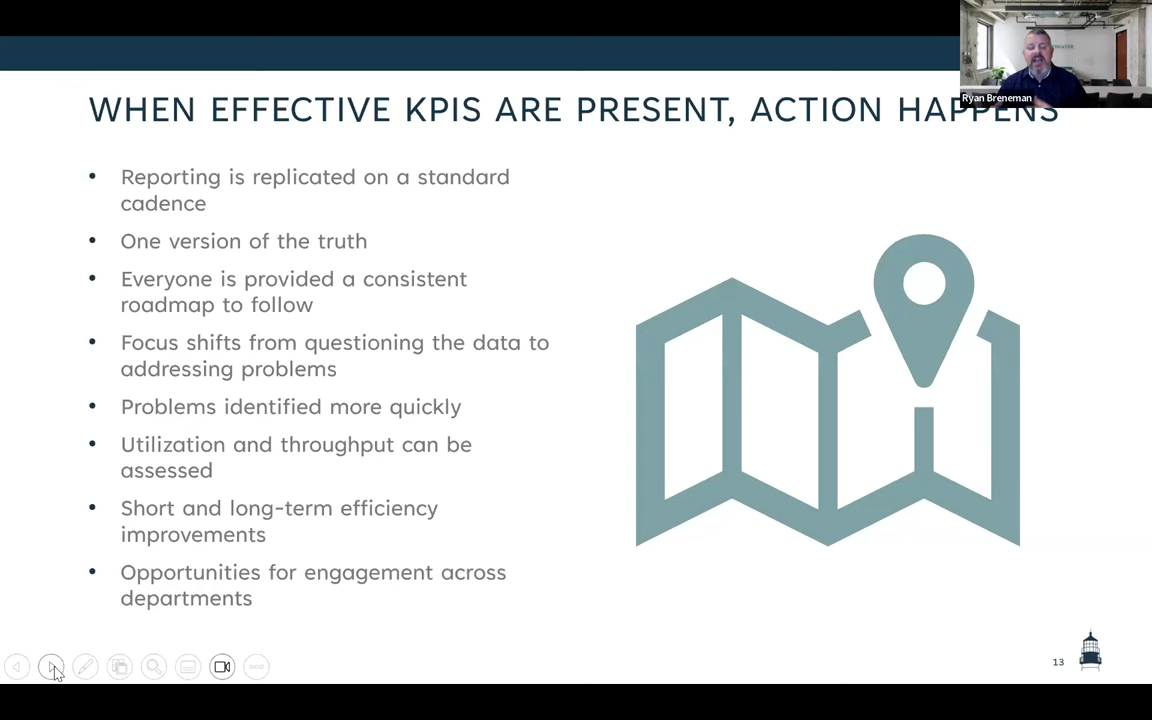 WHEN EFFECTIVE KPIS ARE PRESENT, ACTION HAPPENS
Ryan Breneman
• Reporting is replicated on a standard
cadence
• One version of the truth
• Everyone is provided a consistent
roadmap to follow
• Focus shifts from questioning the data to
addressing problems
• Problems identified more quickly
• Utilization and throughput can be
assessed
• Short and long-term efficiency
improvements
• Opportunities for engagement across
departments
13